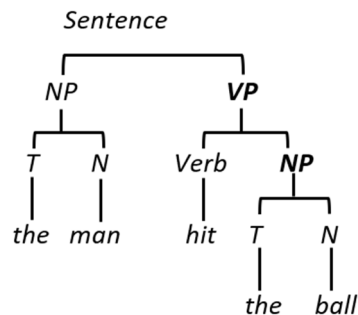 Sentence
NP VP
T N Verb NP
the man hit T N
the ball